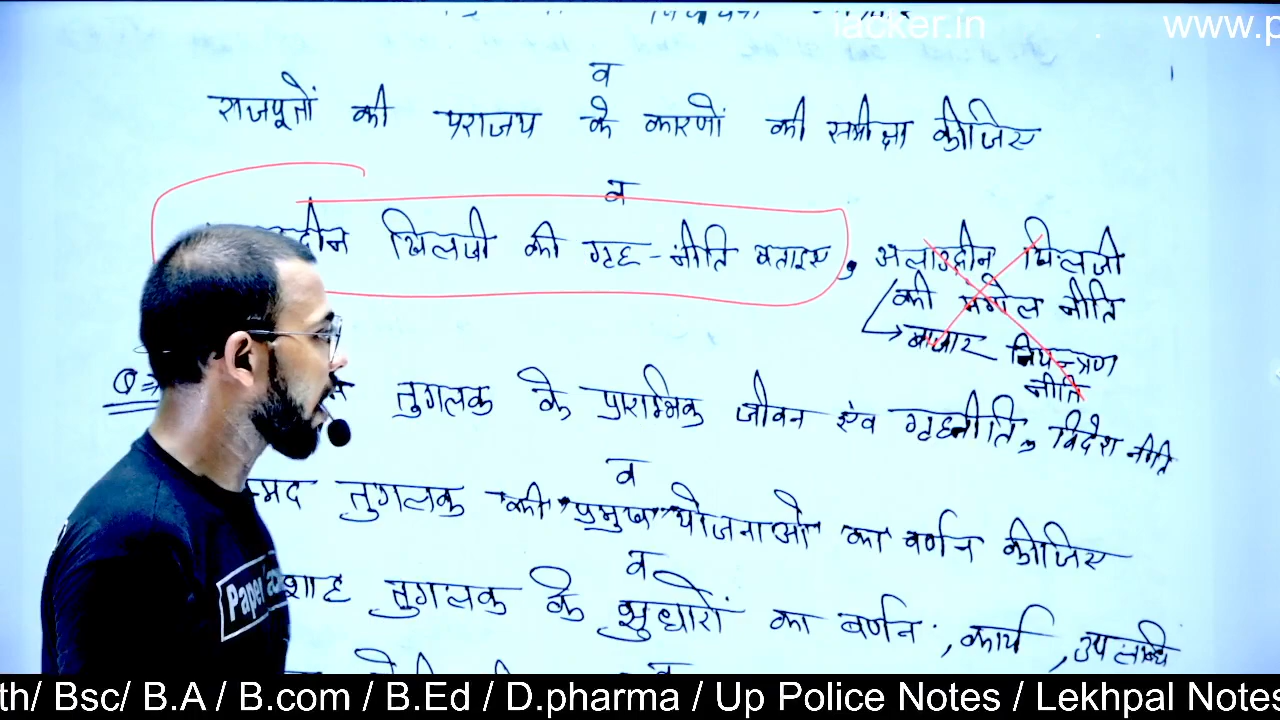 iacker.in . www.p
व
राजपूतों की पराजय के कारणों की समीक्षा कीजिए
व
खिलजी की गृह-नीति बताइए, अलाउद्दीन खिलजी
की मंगोल नीति
→ बाजार नियन्त्रण
नीति
Q⇒ तुगलक के प्रारम्भिक जीवन एंव गृहनीति, विदेश नीति
व
तुगलक की "प्रमुख" योजनाओं का वर्णन कीजिए
व
शाह तुगलक के सुधारों का वर्णन, कार्य, उपलब्धि
व
Paper
th/ Bsc/ B.A / B.com / B.Ed / D.pharma / Up Police Notes / Lekhpal Notes